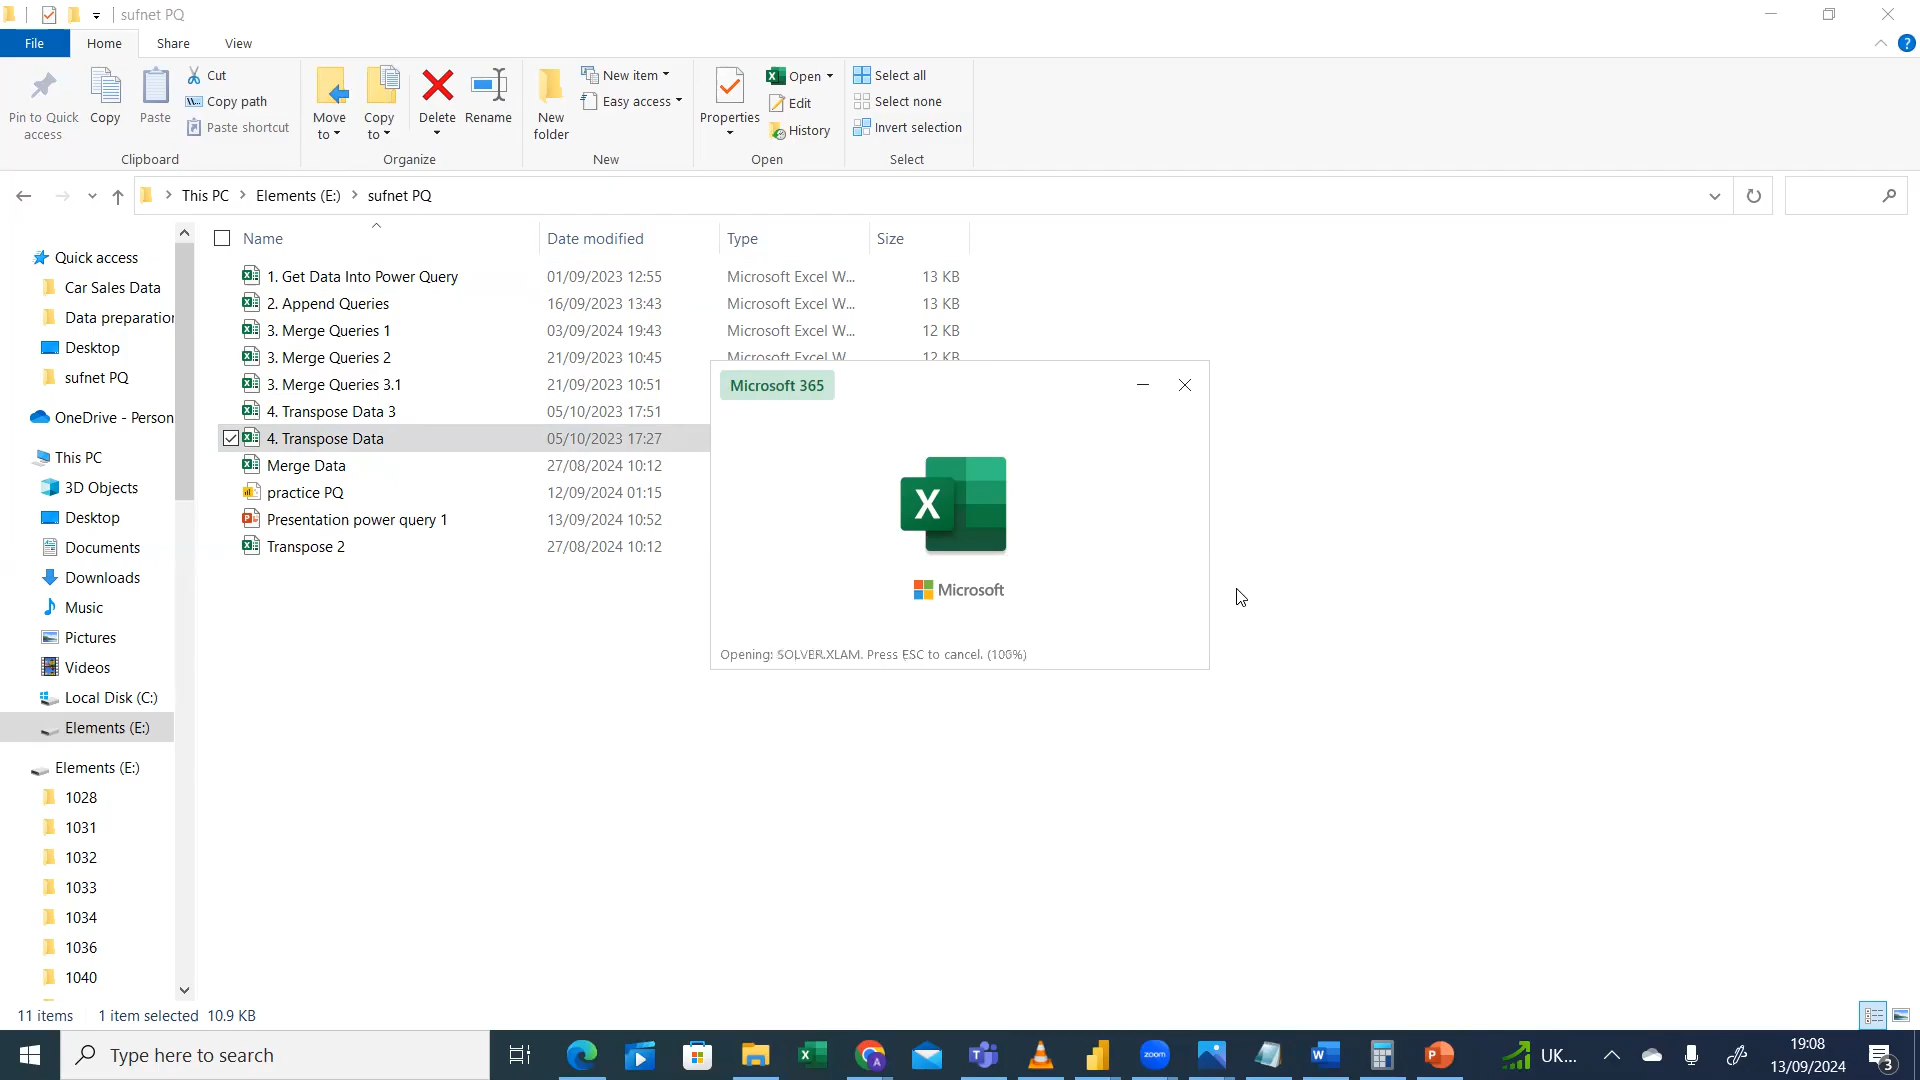 sufnet PQ
File Home Share View
Pin to Quick access
Copy
Paste
Cut
Copy path
Paste shortcut
Clipboard
Move to
Copy to
Delete
Rename
Organize
New folder
New item
Easy access
New
Properties
Open
Edit
History
Open
Select all
Select none
Invert selection
Select
This PC > Elements (E:) > sufnet PQ
Name Date modified Type Size
Quick access
Car Sales Data
Data preparation
Desktop
sufnet PQ
OneDrive - Person
This PC
3D Objects
Desktop
Documents
Downloads
Music
Pictures
Videos
Local Disk (C:)
Elements (E:)
Elements (E:)
1028
1031
1032
1033
1034
1036
1040
1. Get Data Into Power Query 01/09/2023 12:55 Microsoft Excel W... 13 KB
2. Append Queries 16/09/2023 13:43 Microsoft Excel W... 13 KB
3. Merge Queries 1 03/09/2024 19:43 Microsoft Excel W... 12 KB
3. Merge Queries 2 21/09/2023 10:45 Microsoft Excel W... 12 KB
3. Merge Queries 3.1 21/09/2023 10:51
4. Transpose Data 3 05/10/2023 17:51
4. Transpose Data 05/10/2023 17:27
Merge Data 27/08/2024 10:12
practice PQ 12/09/2024 01:15
Presentation power query 1 13/09/2024 10:52
Transpose 2 27/08/2024 10:12
Microsoft 365
X
Microsoft
Opening: SOLVER.XLAM. Press ESC to cancel. (100%)
11 items 1 item selected 10.9 KB
Type here to search
zoom
UK...
19:08
13/09/2024
3